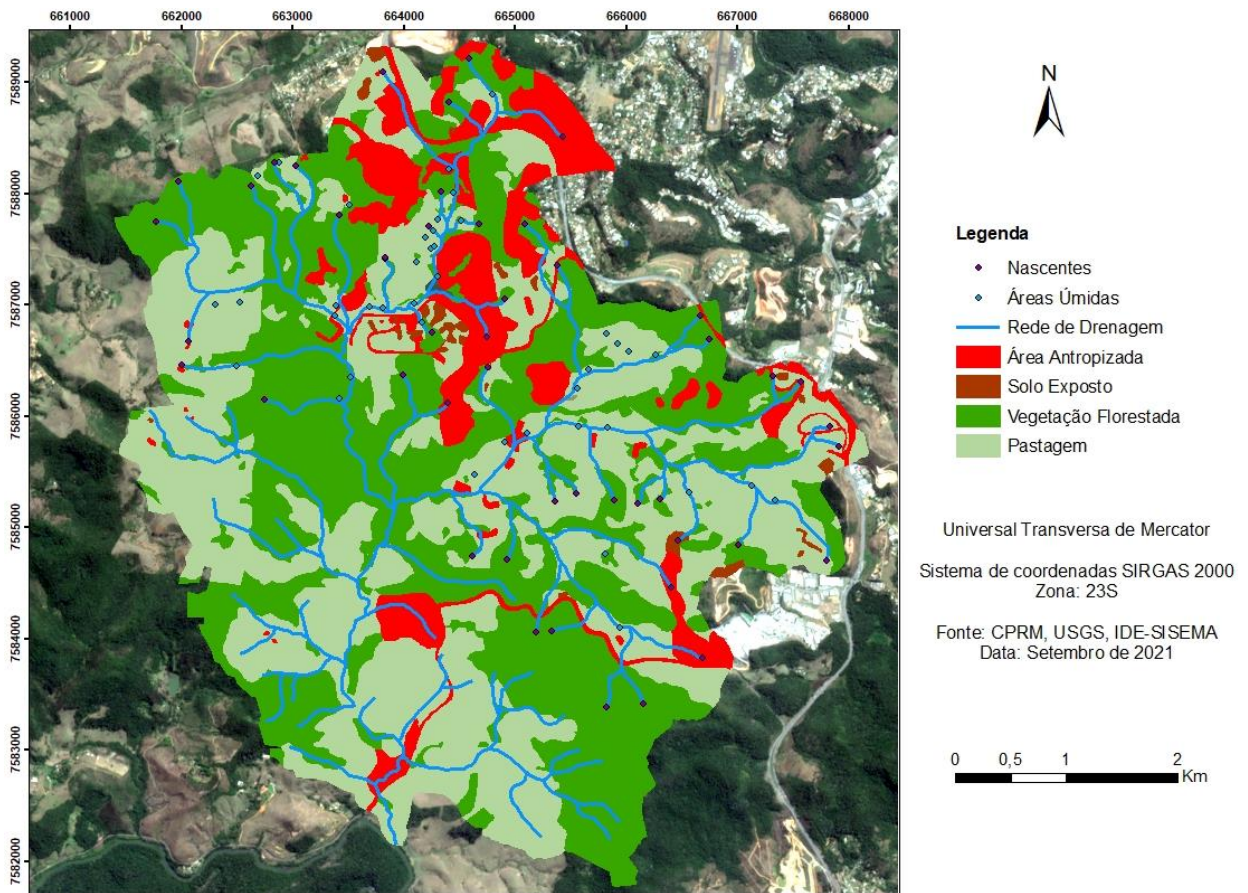 661000 662000 663000 664000 665000 666000 667000 668000
7589000
7588000
7587000
7586000
7585000
7584000
7583000
7582000
N
Legenda
Nascentes
Áreas Úmidas
Rede de Drenagem
Área Antropizada
Solo Exposto
Vegetação Florestada
Pastagem
Universal Transversa de Mercator
Sistema de coordenadas SIRGAS 2000
Zona: 23S
Fonte: CPRM, USGS, IDE-SISEMA
Data: Setembro de 2021
0 0,5 1 2
Km